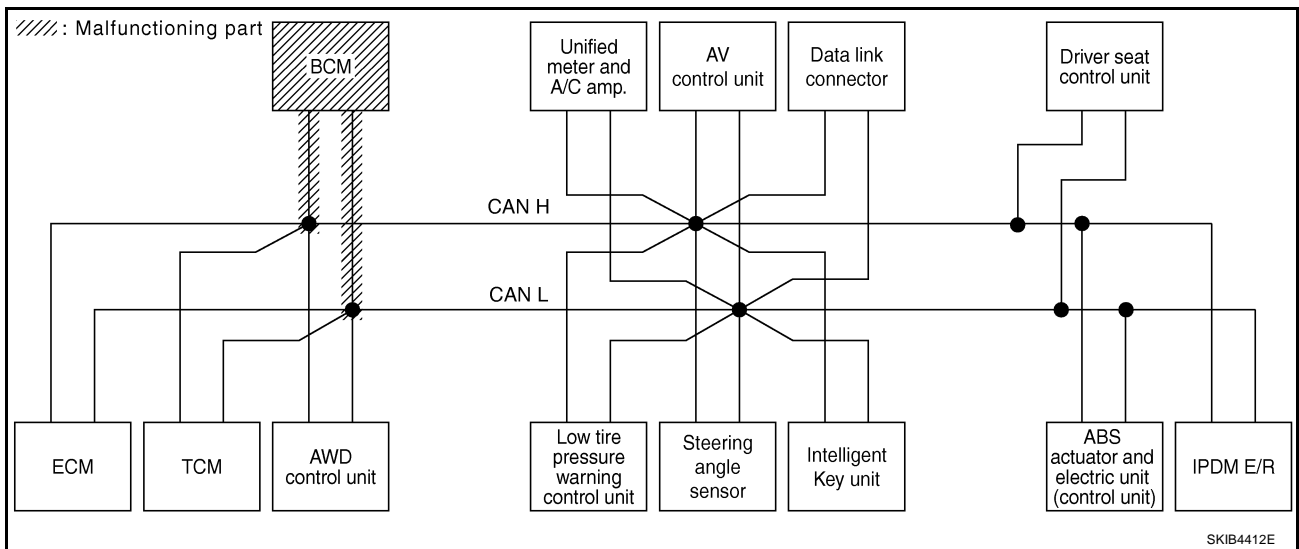 : Malfunctioning part
BCM
Unified
meter and
A/C amp.
AV
control unit
Data link
connector
Driver seat
control unit
CAN H
CAN L
ECM
TCM
AWD
control unit
Low tire
pressure
warning
control unit
Steering
angle
sensor
Intelligent
Key unit
ABS
actuator and
electric unit
(control unit)
IPDM E/R
SKIB4412E